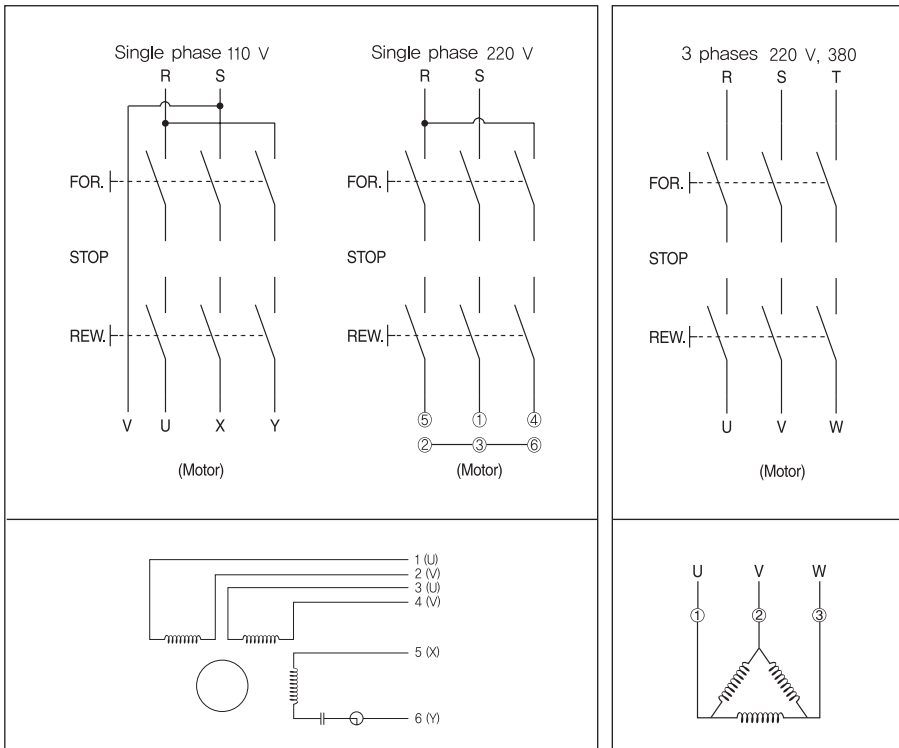 Single phase 110 V
R S
FOR.
STOP
REW.
V U X Y
(Motor)
Single phase 220 V
R S
FOR.
STOP
REW.
⑤ ① ④
② ③ ⑥
(Motor)
3 phases 220 V, 380
R S T
FOR.
STOP
REW.
U V W
(Motor)
1 (U)
2 (V)
3 (U)
4 (V)
5 (X)
6 (Y)
U V W
① ② ③